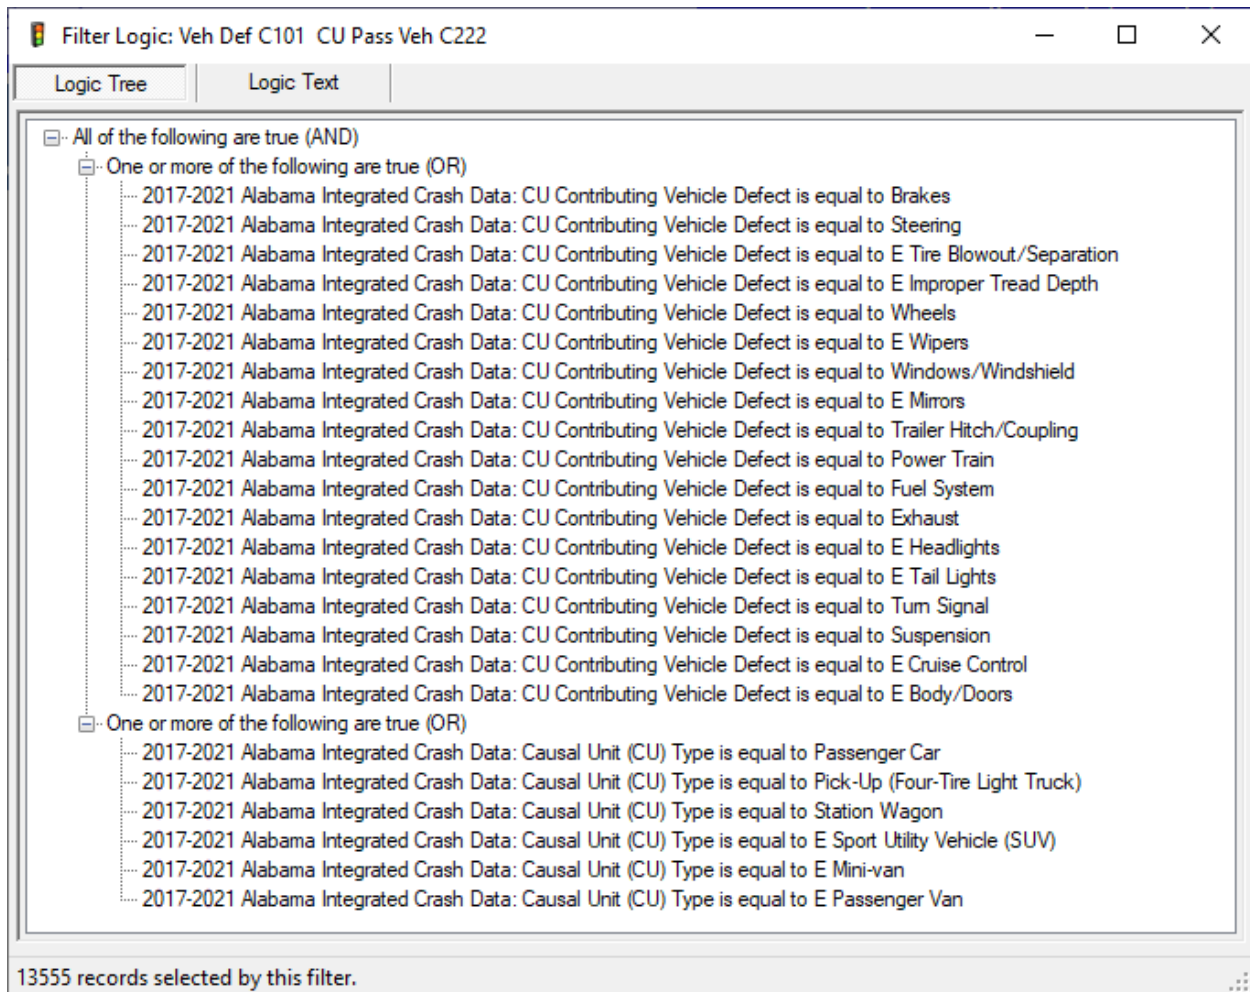 Filter Logic: Veh Def C101  CU Pass Veh C222
Logic Tree
Logic Text
All of the following are true (AND)
One or more of the following are true (OR)
2017-2021 Alabama Integrated Crash Data: CU Contributing Vehicle Defect is equal to Brakes
2017-2021 Alabama Integrated Crash Data: CU Contributing Vehicle Defect is equal to Steering
2017-2021 Alabama Integrated Crash Data: CU Contributing Vehicle Defect is equal to E Tire Blowout/Separation
2017-2021 Alabama Integrated Crash Data: CU Contributing Vehicle Defect is equal to E Improper Tread Depth
2017-2021 Alabama Integrated Crash Data: CU Contributing Vehicle Defect is equal to Wheels
2017-2021 Alabama Integrated Crash Data: CU Contributing Vehicle Defect is equal to E Wipers
2017-2021 Alabama Integrated Crash Data: CU Contributing Vehicle Defect is equal to Windows/Windshield
2017-2021 Alabama Integrated Crash Data: CU Contributing Vehicle Defect is equal to E Mirrors
2017-2021 Alabama Integrated Crash Data: CU Contributing Vehicle Defect is equal to Trailer Hitch/Coupling
2017-2021 Alabama Integrated Crash Data: CU Contributing Vehicle Defect is equal to Power Train
2017-2021 Alabama Integrated Crash Data: CU Contributing Vehicle Defect is equal to Fuel System
2017-2021 Alabama Integrated Crash Data: CU Contributing Vehicle Defect is equal to Exhaust
2017-2021 Alabama Integrated Crash Data: CU Contributing Vehicle Defect is equal to E Headlights
2017-2021 Alabama Integrated Crash Data: CU Contributing Vehicle Defect is equal to E Tail Lights
2017-2021 Alabama Integrated Crash Data: CU Contributing Vehicle Defect is equal to Turn Signal
2017-2021 Alabama Integrated Crash Data: CU Contributing Vehicle Defect is equal to Suspension
2017-2021 Alabama Integrated Crash Data: CU Contributing Vehicle Defect is equal to E Cruise Control
2017-2021 Alabama Integrated Crash Data: CU Contributing Vehicle Defect is equal to E Body/Doors
One or more of the following are true (OR)
2017-2021 Alabama Integrated Crash Data: Causal Unit (CU) Type is equal to Passenger Car
2017-2021 Alabama Integrated Crash Data: Causal Unit (CU) Type is equal to Pick-Up (Four-Tire Light Truck)
2017-2021 Alabama Integrated Crash Data: Causal Unit (CU) Type is equal to Station Wagon
2017-2021 Alabama Integrated Crash Data: Causal Unit (CU) Type is equal to E Sport Utility Vehicle (SUV)
2017-2021 Alabama Integrated Crash Data: Causal Unit (CU) Type is equal to E Mini-van
2017-2021 Alabama Integrated Crash Data: Causal Unit (CU) Type is equal to E Passenger Van
13555 records selected by this filter.